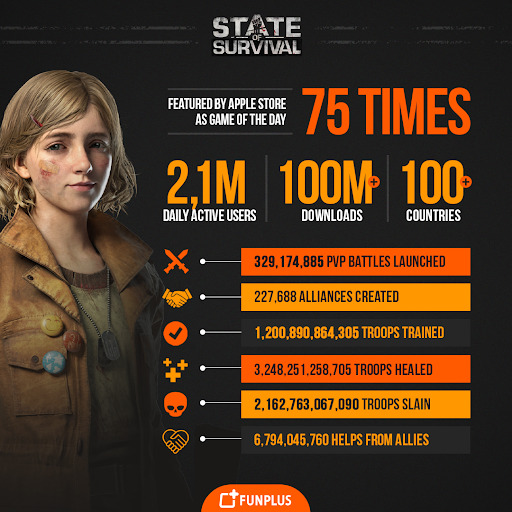 STATE
OF
SURVIVAL
FEATURED BY APPLE STORE
AS GAME OF THE DAY
75 TIMES
2,1M
DAILY ACTIVE USERS
100M+
DOWNLOADS
100+
COUNTRIES
329,174,885 PVP BATTLES LAUNCHED
227,688 ALLIANCES CREATED
1,200,890,864,305 TROOPS TRAINED
3,248,251,258,705 TROOPS HEALED
2,162,763,067,090 TROOPS SLAIN
6,794,045,760 HELPS FROM ALLIES
FUNPLUS